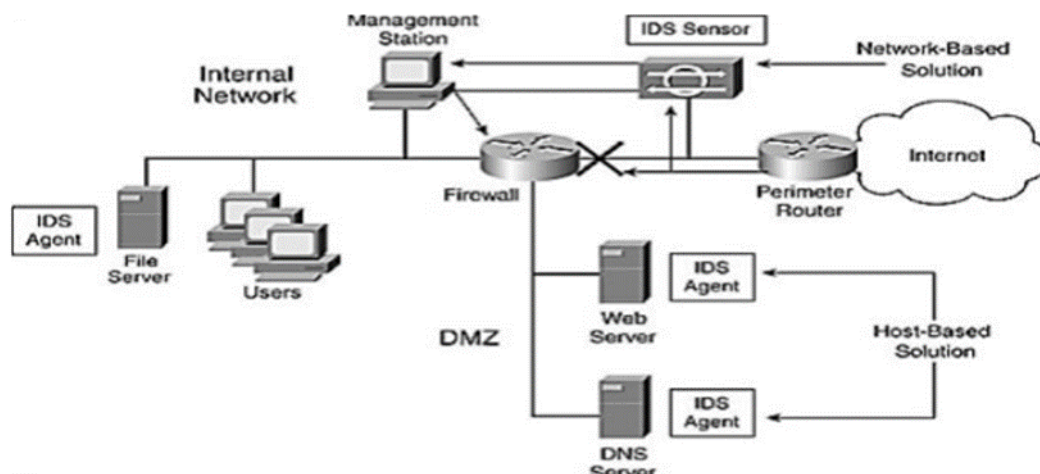 Management
Station
IDS Sensor
Network-Based
Solution
Internal
Network
Internet
Firewall
Perimeter
Router
IDS
Agent
File
Server
Users
IDS
Agent
Web
Server
DMZ
Host-Based
Solution
IDS
Agent
DNS
Server